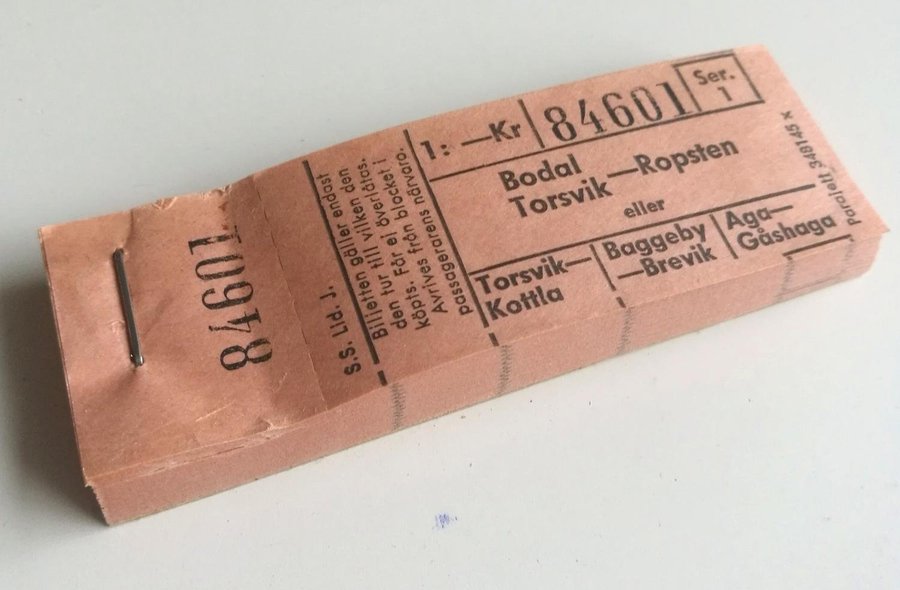 84601
S.S. Lid. J.
Biljetten gäller endast
den tur till vilken den
köpts. Får ej överlåtas.
Avrives från blocket i
passagerarens närvaro.
1: —Kr
84601
Ser.
1
Bodal
Torsvik —Ropsten
eller
Torsvik—
Kottla
Baggeby
—Brevik
Aga—
Gåshaga
Paragjett 348145 x